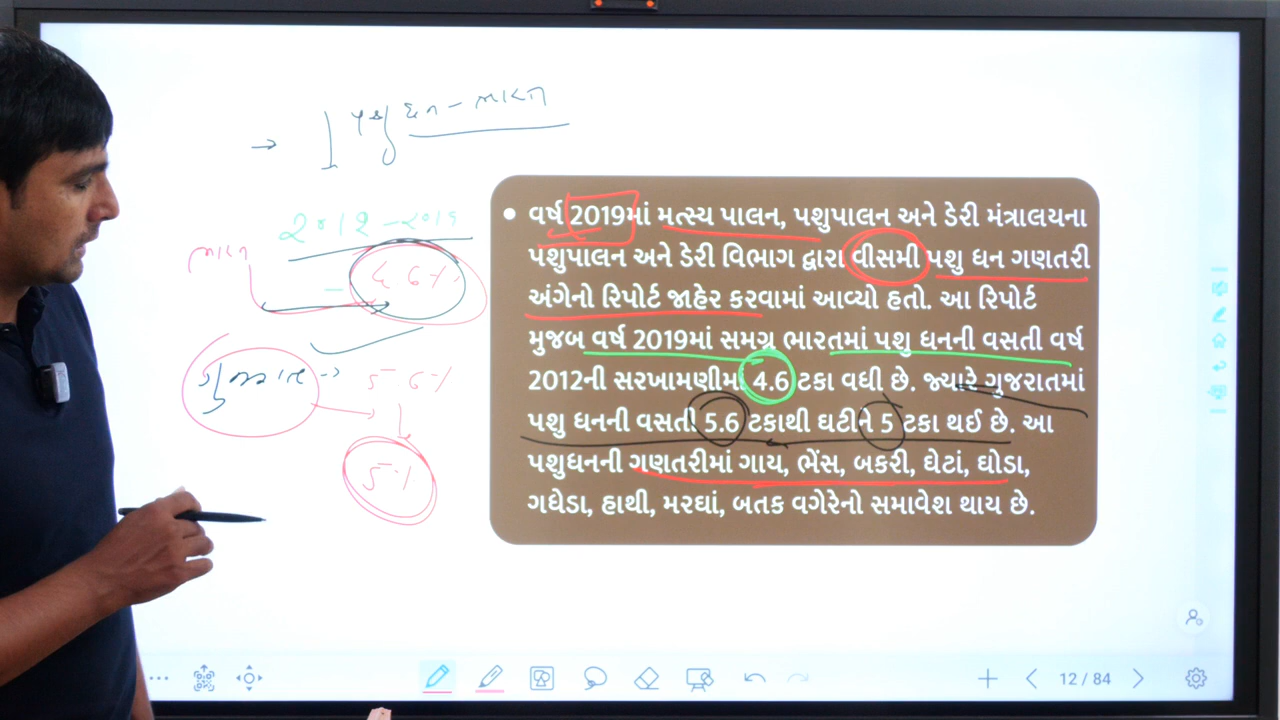 → પશુધન - ભારત
2012 - 2019
ભારત
4.6%
ગુજરાત → 5.6%
5%
• વર્ષ 2019માં મત્સ્ય પાલન, પશુપાલન અને ડેરી મંત્રાલયના
પશુપાલન અને ડેરી વિભાગ દ્વારા વીસમી પશુ ધન ગણતરી
અંગેનો રિપોર્ટ જાહેર કરવામાં આવ્યો હતો. આ રિપોર્ટ
મુજબ વર્ષ 2019માં સમગ્ર ભારતમાં પશુ ધનની વસતી વર્ષ
2012ની સરખામણીમાં 4.6 ટકા વધી છે. જ્યારે ગુજરાતમાં
પશુ ધનની વસતી 5.6 ટકાથી ઘટીને 5 ટકા થઈ છે. આ
પશુધનની ગણતરીમાં ગાય, ભેંસ, બકરી, ઘેટાં, ઘોડા,
ગધેડા, હાથી, મરઘાં, બતક વગેરેનો સમાવેશ થાય છે.
12 / 84